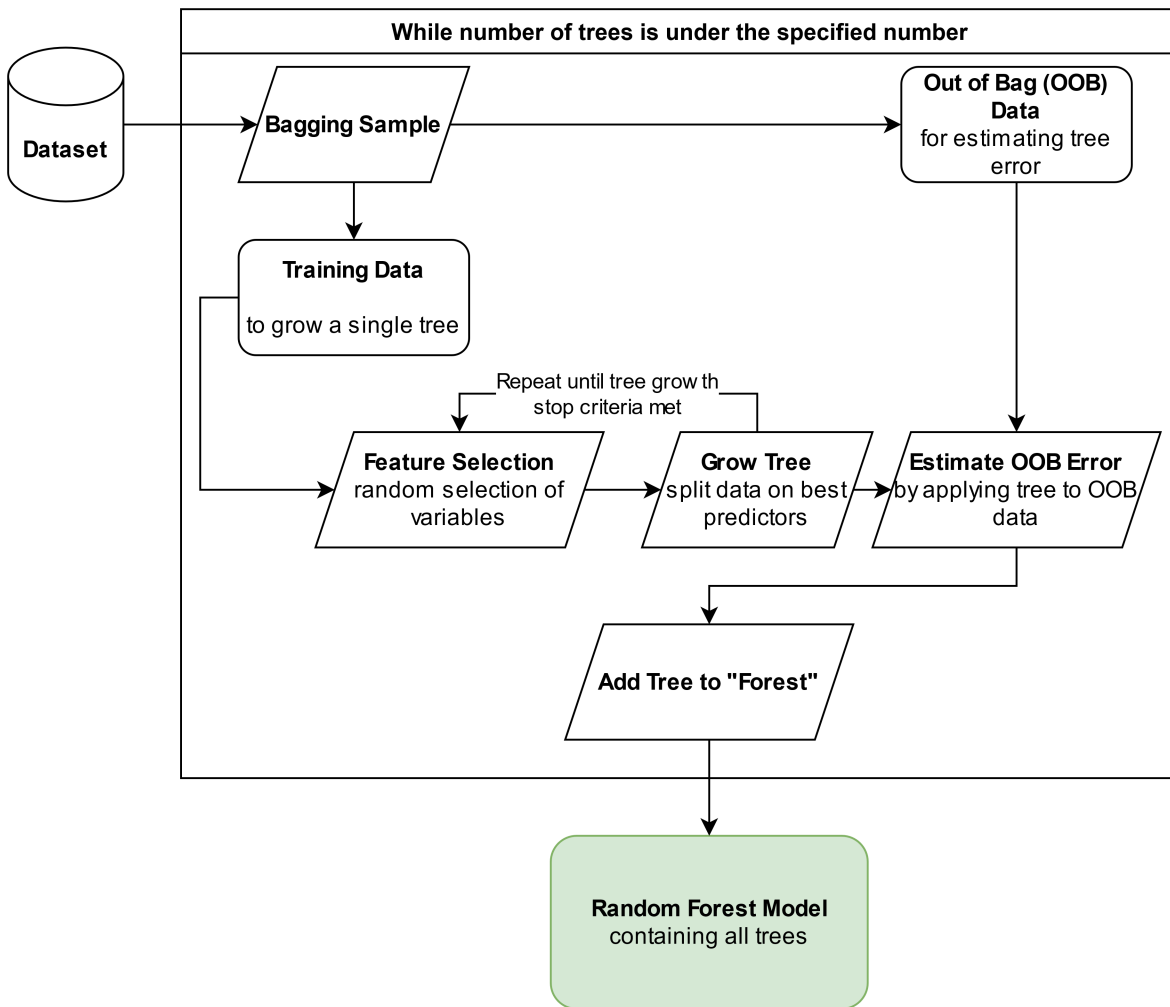 While number of trees is under the specified number
Dataset
Bagging Sample
Out of Bag (OOB)
Data
for estimating tree
error
Training Data
to grow a single tree
Repeat until tree growth
stop criteria met
Feature Selection
random selection of
variables
Grow Tree
split data on best
predictors
Estimate OOB Error
by applying tree to OOB
data
Add Tree to "Forest"
Random Forest Model
containing all trees